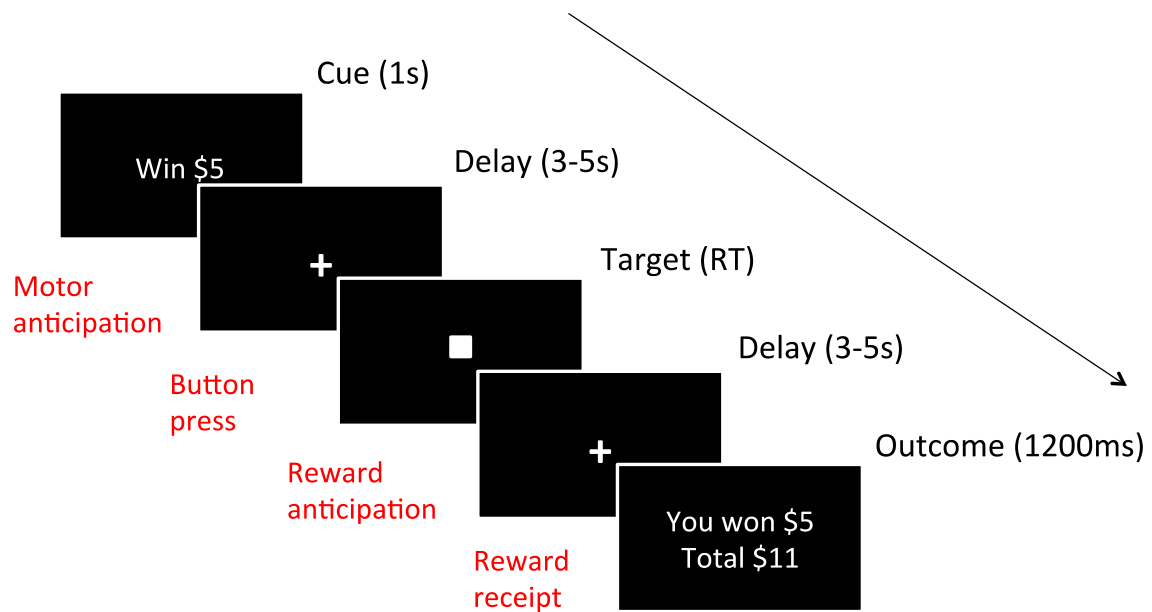 Cue (1s)
Win $5
Delay (3-5s)
+
Motor
anticipation
Target (RT)
Button
press
Delay (3-5s)
+
Reward
anticipation
Outcome (1200ms)
You won $5
Total $11
Reward
receipt